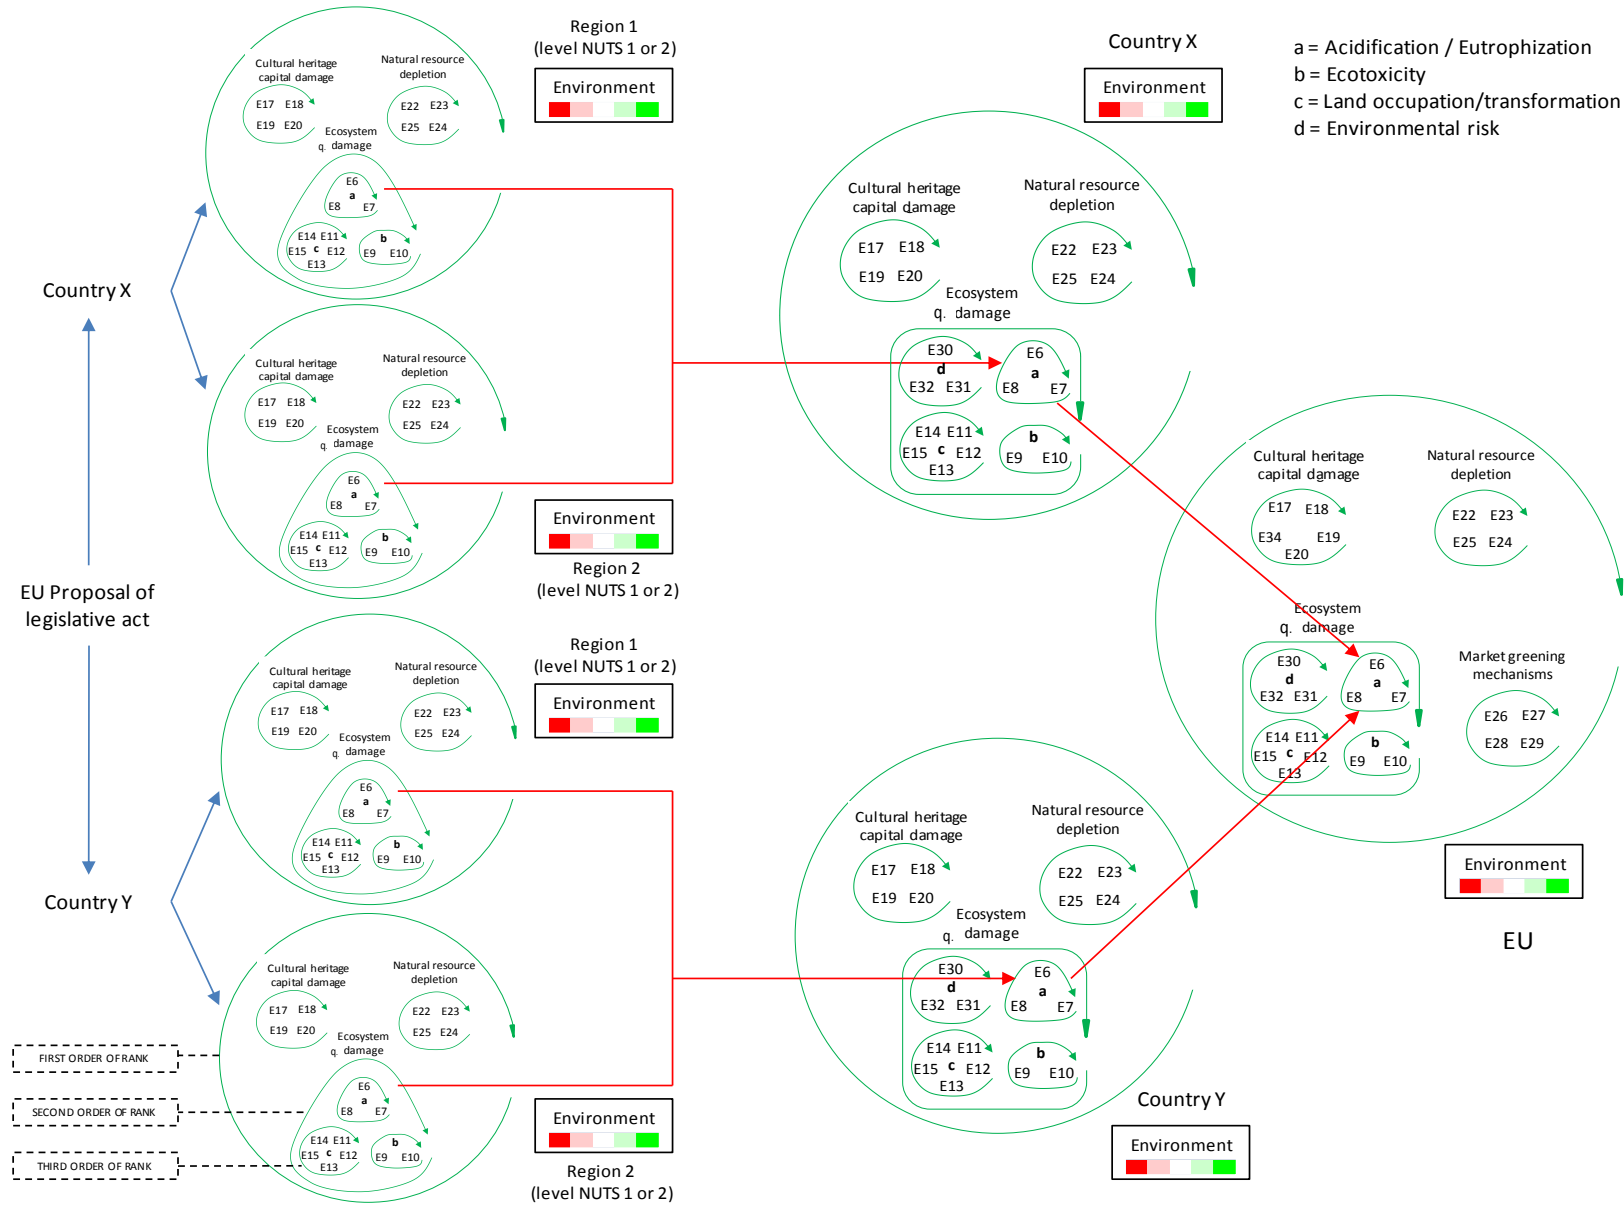 Region 1
(level NUTS 1 or 2)
Environment
Cultural heritage
capital damage
E17 E18
E19 E20
Natural resource
depletion
E22 E23
E25 E24
Ecosystem
q. damage
E6
a
E8 E7
E14 E11
E15 c E12
E13
b
E9 E10
Cultural heritage
capital damage
E17 E18
E19 E20
Natural resource
depletion
E22 E23
E25 E24
Ecosystem
q. damage
E6
a
E8 E7
E14 E11
E15 c E12
E13
b
E9 E10
Environment
Region 2
(level NUTS 1 or 2)
Country X
EU Proposal of
legislative act
Country Y
Region 1
(level NUTS 1 or 2)
Environment
Cultural heritage
capital damage
E17 E18
E19 E20
Natural resource
depletion
E22 E23
E25 E24
Ecosystem
q. damage
E6
a
E8 E7
E14 E11
E15 c E12
E13
b
E9 E10
Cultural heritage
capital damage
E17 E18
E19 E20
Natural resource
depletion
E22 E23
E25 E24
Ecosystem
q. damage
E6
a
E8 E7
E14 E11
E15 c E12
E13
b
E9 E10
Environment
Region 2
(level NUTS 1 or 2)
FIRST ORDER OF RANK
SECOND ORDER OF RANK
THIRD ORDER OF RANK
Country X
Environment
Cultural heritage
capital damage
E17 E18
E19 E20
Natural resource
depletion
E22 E23
E25 E24
Ecosystem
q. damage
E30
d
E32 E31
E6
a
E8 E7
E14 E11
E15 c E12
E13
b
E9 E10
Cultural heritage
capital damage
E17 E18
E19 E20
Natural resource
depletion
E22 E23
E25 E24
Ecosystem
q. damage
E30
d
E32 E31
E6
a
E8 E7
E14 E11
E15 c E12
E13
b
E9 E10
Country Y
Environment
a = Acidification / Eutrophization
b = Ecotoxicity
c = Land occupation/transformation
d = Environmental risk
Cultural heritage
capital damage
E17 E18
E34 E19
E20
Natural resource
depletion
E22 E23
E25 E24
Ecosystem
q. damage
E30
d
E32 E31
E6
a
E8 E7
E14 E11
E15 c E12
E13
b
E9 E10
Market greening
mechanisms
E26 E27
E28 E29
Environment
EU